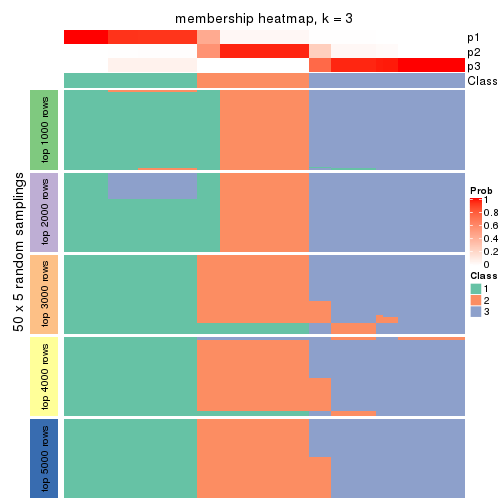 membership heatmap, k = 3
p1
p2
p3
Class
50 x 5 random samplings
top 1000 rows
top 2000 rows
top 3000 rows
top 4000 rows
top 5000 rows
Prob
1
0.8
0.6
0.4
0.2
0
Class
1
2
3